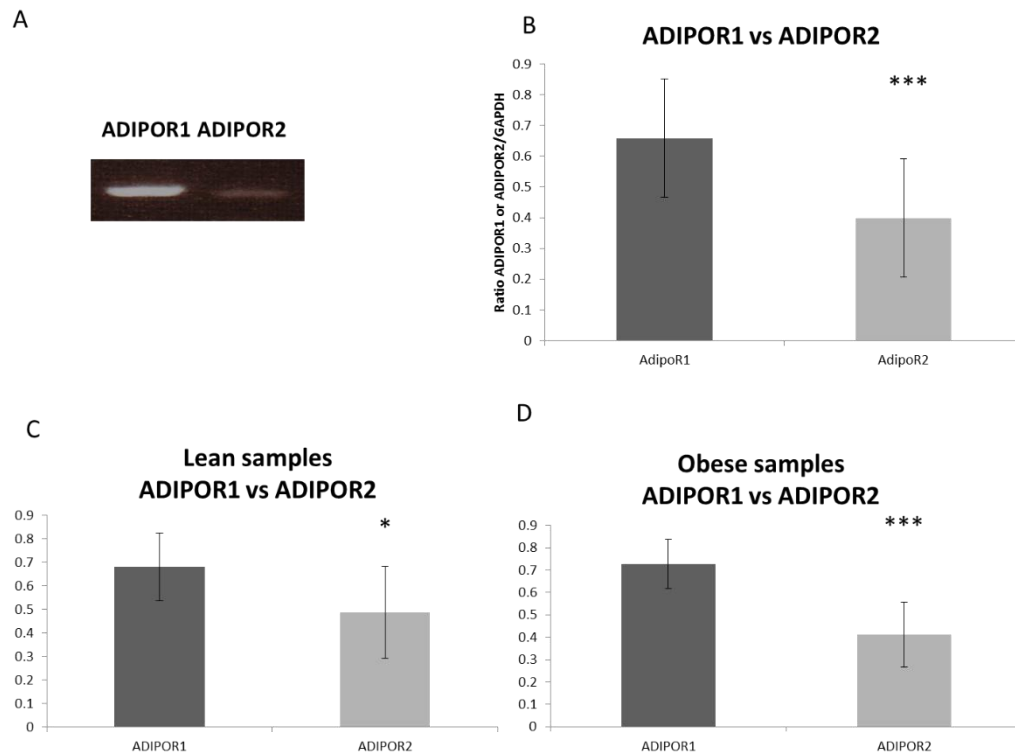 A
ADIPOR1 ADIPOR2
B
ADIPOR1 vs ADIPOR2
***
Ratio ADIPOR1 or ADIPOR2/GAPDH
0.9
0.8
0.7
0.6
0.5
0.4
0.3
0.2
0.1
0
AdipoR1 AdipoR2
C
Lean samples
ADIPOR1 vs ADIPOR2
*
0.9
0.8
0.7
0.6
0.5
0.4
0.3
0.2
0.1
0
ADIPOR1 ADIPOR2
D
Obese samples
ADIPOR1 vs ADIPOR2
***
0.9
0.8
0.7
0.6
0.5
0.4
0.3
0.2
0.1
0
ADIPOR1 ADIPOR2